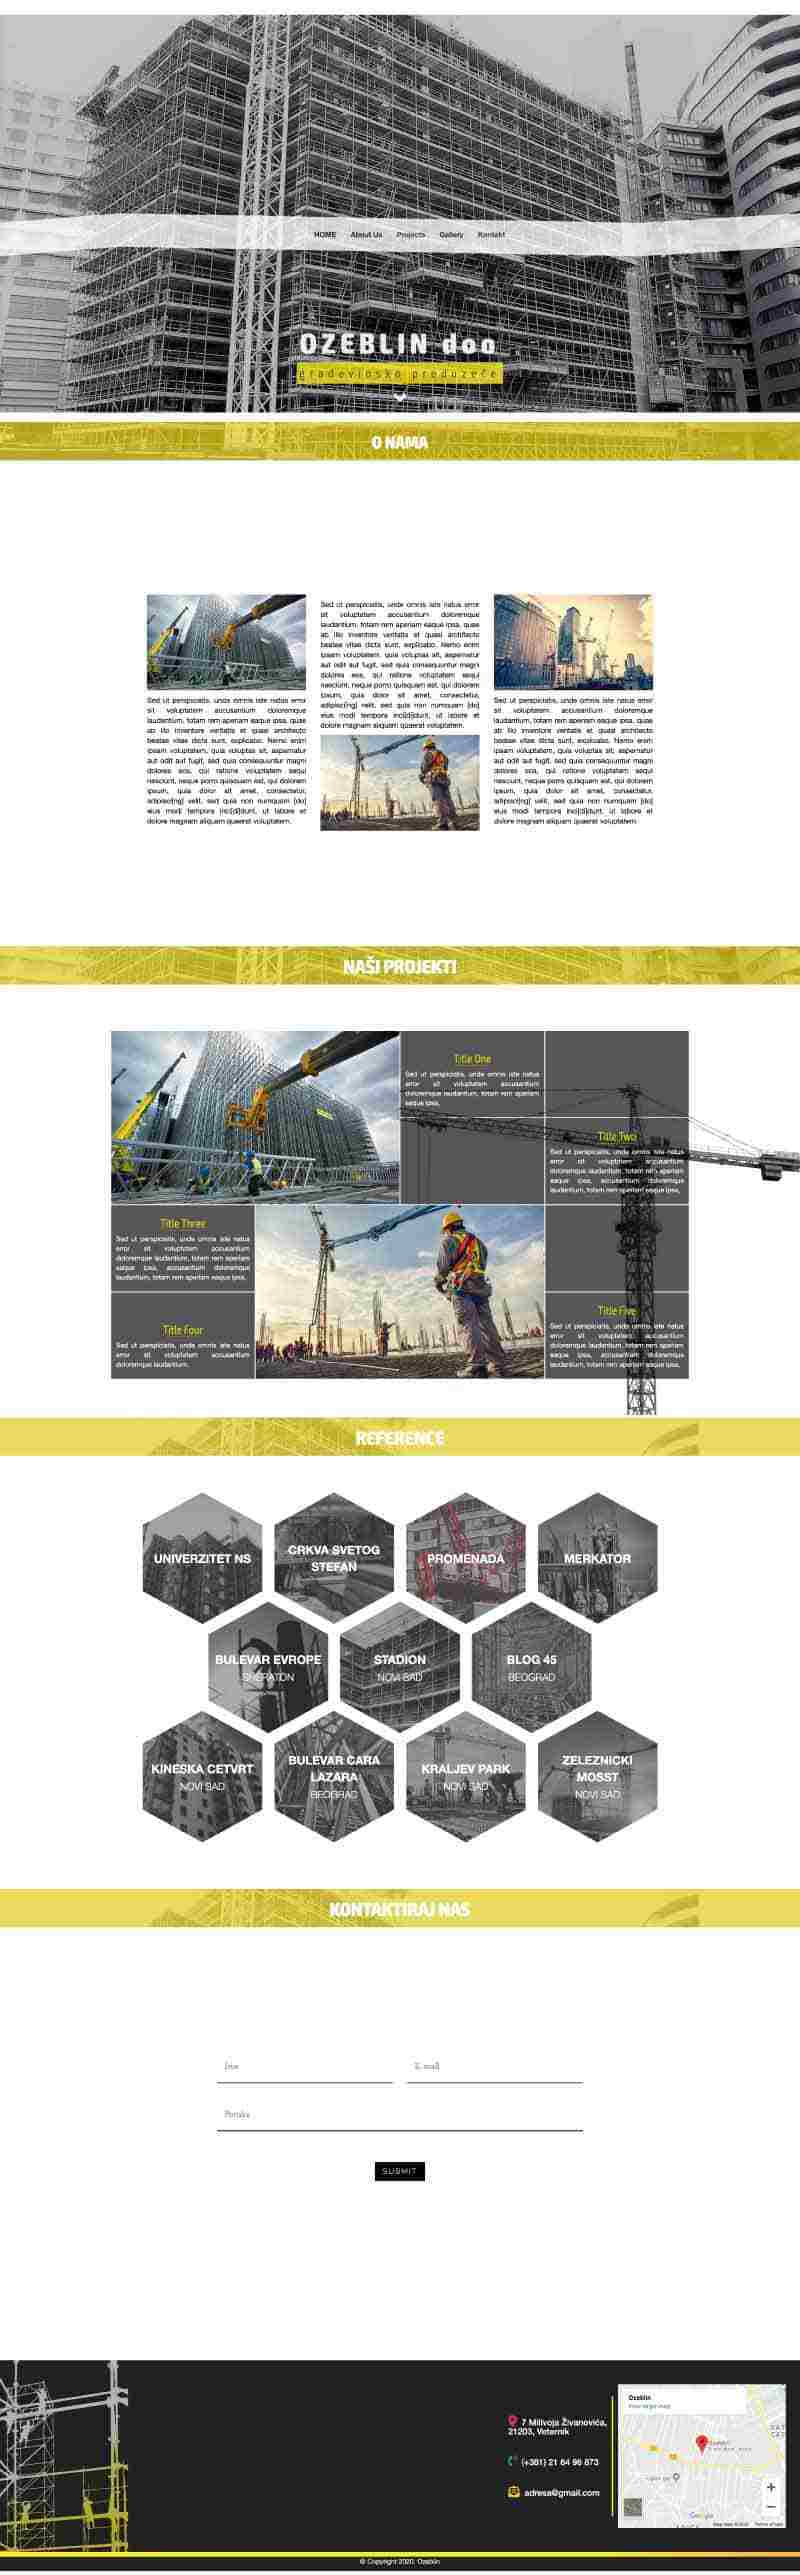 HOME About Us Projects Gallery Kontakt
OZEBLIN doo
građevinsko preduzeće
O NAMA
Sed ut perspiciatis, unde omnis iste natus error
sit voluptatem accusantium doloremque
laudantium, totam rem aperiam eaque ipsa, quae
ab illo inventore veritatis et quasi architecto
beatae vitae dicta sunt, explicabo. Nemo enim
ipsam voluptatem, quia voluptas sit, aspernatur
aut odit aut fugit, sed quia consequuntur magni
dolores eos, qui ratione voluptatem sequi
nesciunt, neque porro quisquam est, qui dolorem
ipsum, quia dolor sit amet, consectetur,
adipisci[ng] velit, sed quia non numquam [do]
eius modi tempora inci[di]dunt, ut labore et
dolore magnam aliquam quaerat voluptatem.
Sed ut perspiciatis, unde omnis iste natus error
sit voluptatem accusantium doloremque
laudantium, totam rem aperiam eaque ipsa, quae
ab illo inventore veritatis et quasi architecto
beatae vitae dicta sunt, explicabo. Nemo enim
ipsam voluptatem, quia voluptas sit, aspernatur
aut odit aut fugit, sed quia consequuntur magni
dolores eos, qui ratione voluptatem sequi
nesciunt, neque porro quisquam est, qui dolorem
ipsum, quia dolor sit amet, consectetur,
adipisci[ng] velit, sed quia non numquam [do]
eius modi tempora inci[di]dunt, ut labore et
dolore magnam aliquam quaerat voluptatem.
Sed ut perspiciatis, unde omnis iste natus error
sit voluptatem accusantium doloremque
laudantium, totam rem aperiam eaque ipsa, quae
ab illo inventore veritatis et quasi architecto
beatae vitae dicta sunt, explicabo. Nemo enim
ipsam voluptatem, quia voluptas sit, aspernatur
aut odit aut fugit, sed quia consequuntur magni
dolores eos, qui ratione voluptatem sequi
nesciunt, neque porro quisquam est, qui dolorem
ipsum, quia dolor sit amet, consectetur,
adipisci[ng] velit, sed quia non numquam [do]
eius modi tempora inci[di]dunt, ut labore et
dolore magnam aliquam quaerat voluptatem.
NAŠI PROJEKTI
Title One
Sed ut perspiciatis, unde omnis iste natus
error sit voluptatem accusantium
doloremque laudantium, totam rem aperiam
eaque ipsa,
Title Two
Sed ut perspiciatis, unde omnis iste natus
error sit voluptatem accusantium
doloremque laudantium, totam rem aperiam
eaque ipsa, accusantium doloremque
laudantium, totam rem aperiam eaque ipsa,
Title Three
Sed ut perspiciatis, unde omnis iste natus
error sit voluptatem accusantium
doloremque laudantium, totam rem aperiam
eaque ipsa, accusantium doloremque
laudantium, totam rem aperiam eaque ipsa,
Title Four
Sed ut perspiciatis, unde omnis iste natus
error sit voluptatem accusantium
doloremque laudantium.
Title Five
Sed ut perspiciatis, unde omnis iste natus
error sit voluptatem accusantium
doloremque laudantium, totam rem aperiam
eaque ipsa, accusantium doloremque
laudantium, totam rem aperiam eaque ipsa,
REFERENCE
UNIVERZITET NS
CRKVA SVETOG
STEFAN
PROMENADA
MERKATOR
BULEVAR EVROPE
SHERATON
STADION
NOVI SAD
BLOG 45
BEOGRAD
KINESKA CETVRT
NOVI SAD
BULEVAR CARA
LAZARA
BEOGRAD
KRALJEV PARK
NOVI SAD
ZELEZNICKI
MOSST
NOVI SAD
KONTAKTIRAJ NAS
Ime
E-mail
Poruka
SUBMIT
7 Milivoja Živanovića,
21203, Veternik
(+381) 21 64 96 873
adresa@gmail.com
Ozeblin
View larger map
Ozeblin
Google
Map data ©2020 Terms of Use
© Copyright 2020, Ozeblin